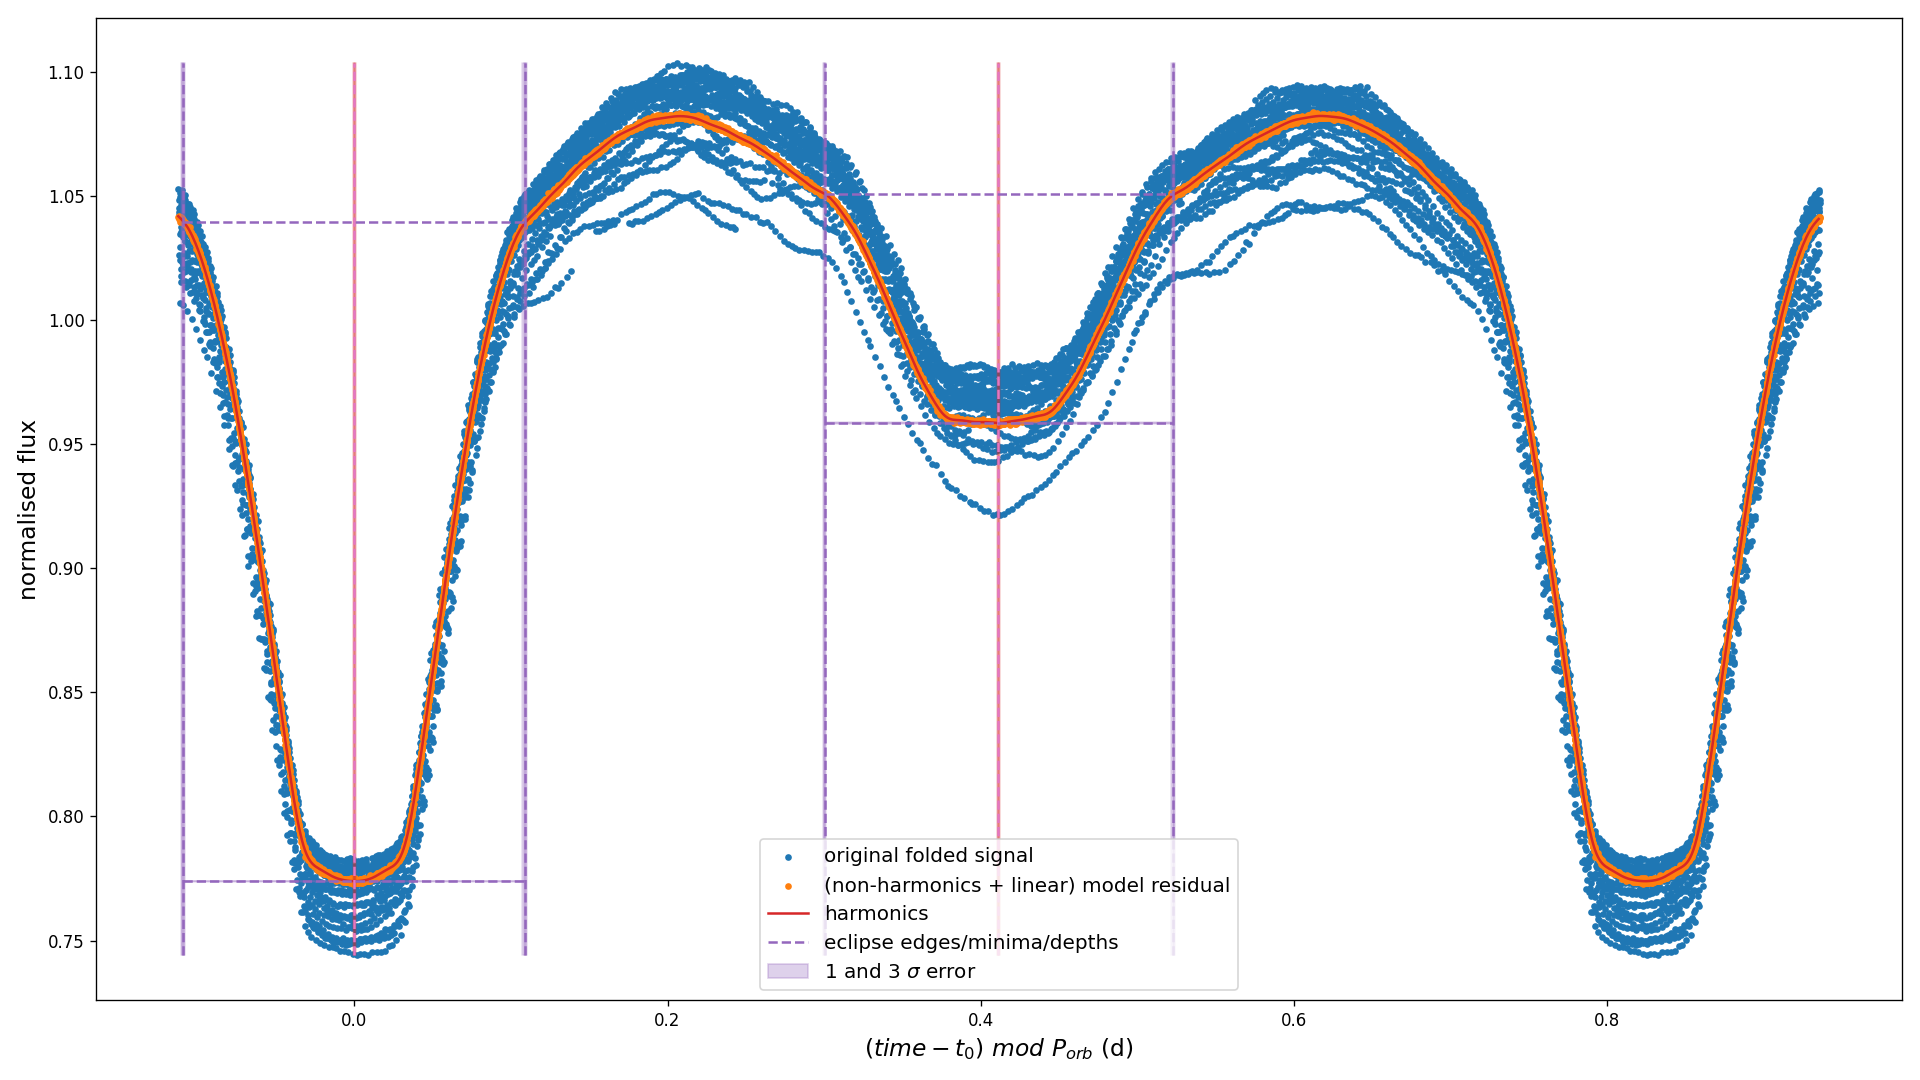 1.10
1.05
1.00
0.95
0.90
0.85
0.80
0.75
normalised flux
original folded signal
(non-harmonics + linear) model residual
harmonics
eclipse edges/minima/depths
1 and 3 σ error
0.0 0.2 0.4 0.6 0.8
(time − t₀) mod Pₒᵣb (d)